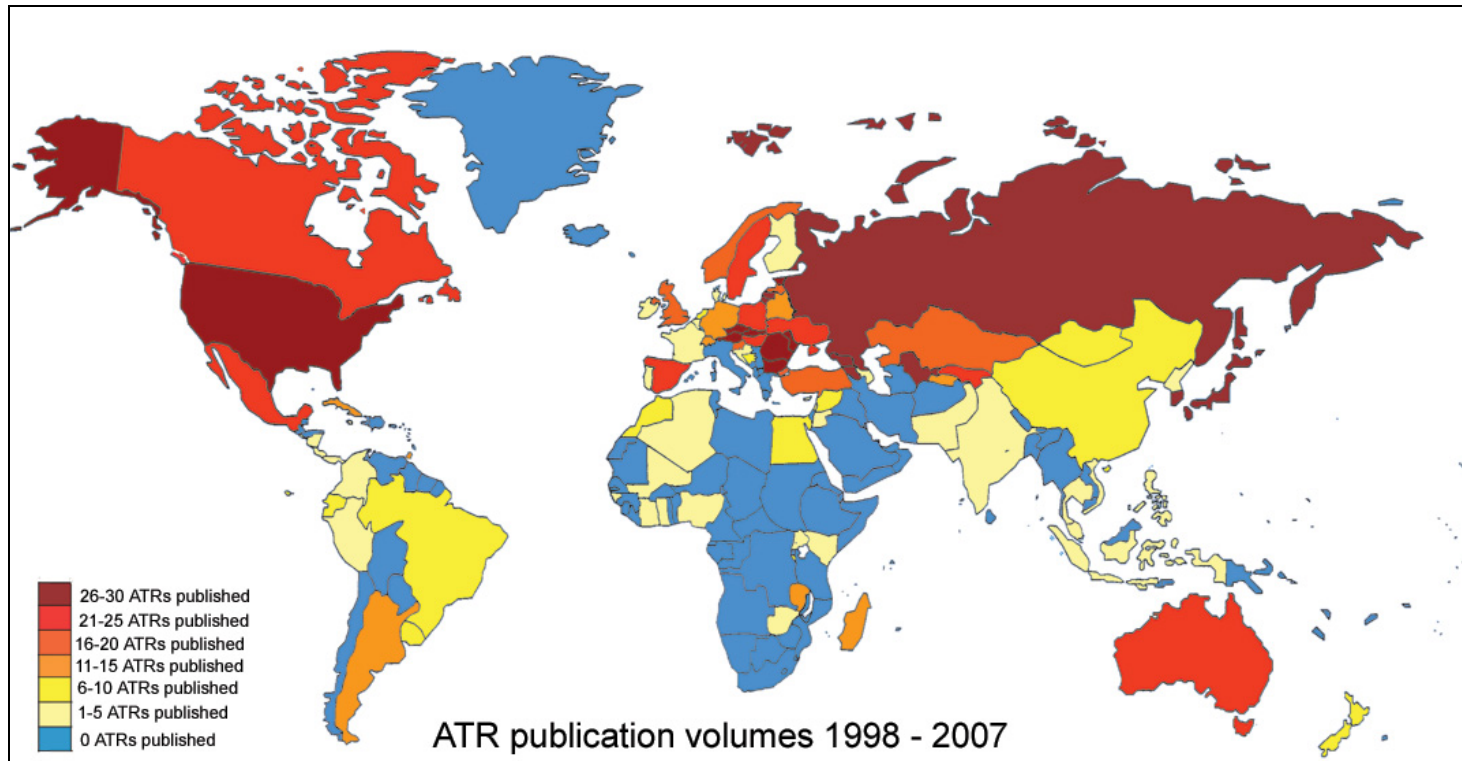 26-30 ATRs published
21-25 ATRs published
16-20 ATRs published
11-15 ATRs published
6-10 ATRs published
1-5 ATRs published
0 ATRs published
ATR publication volumes 1998 - 2007